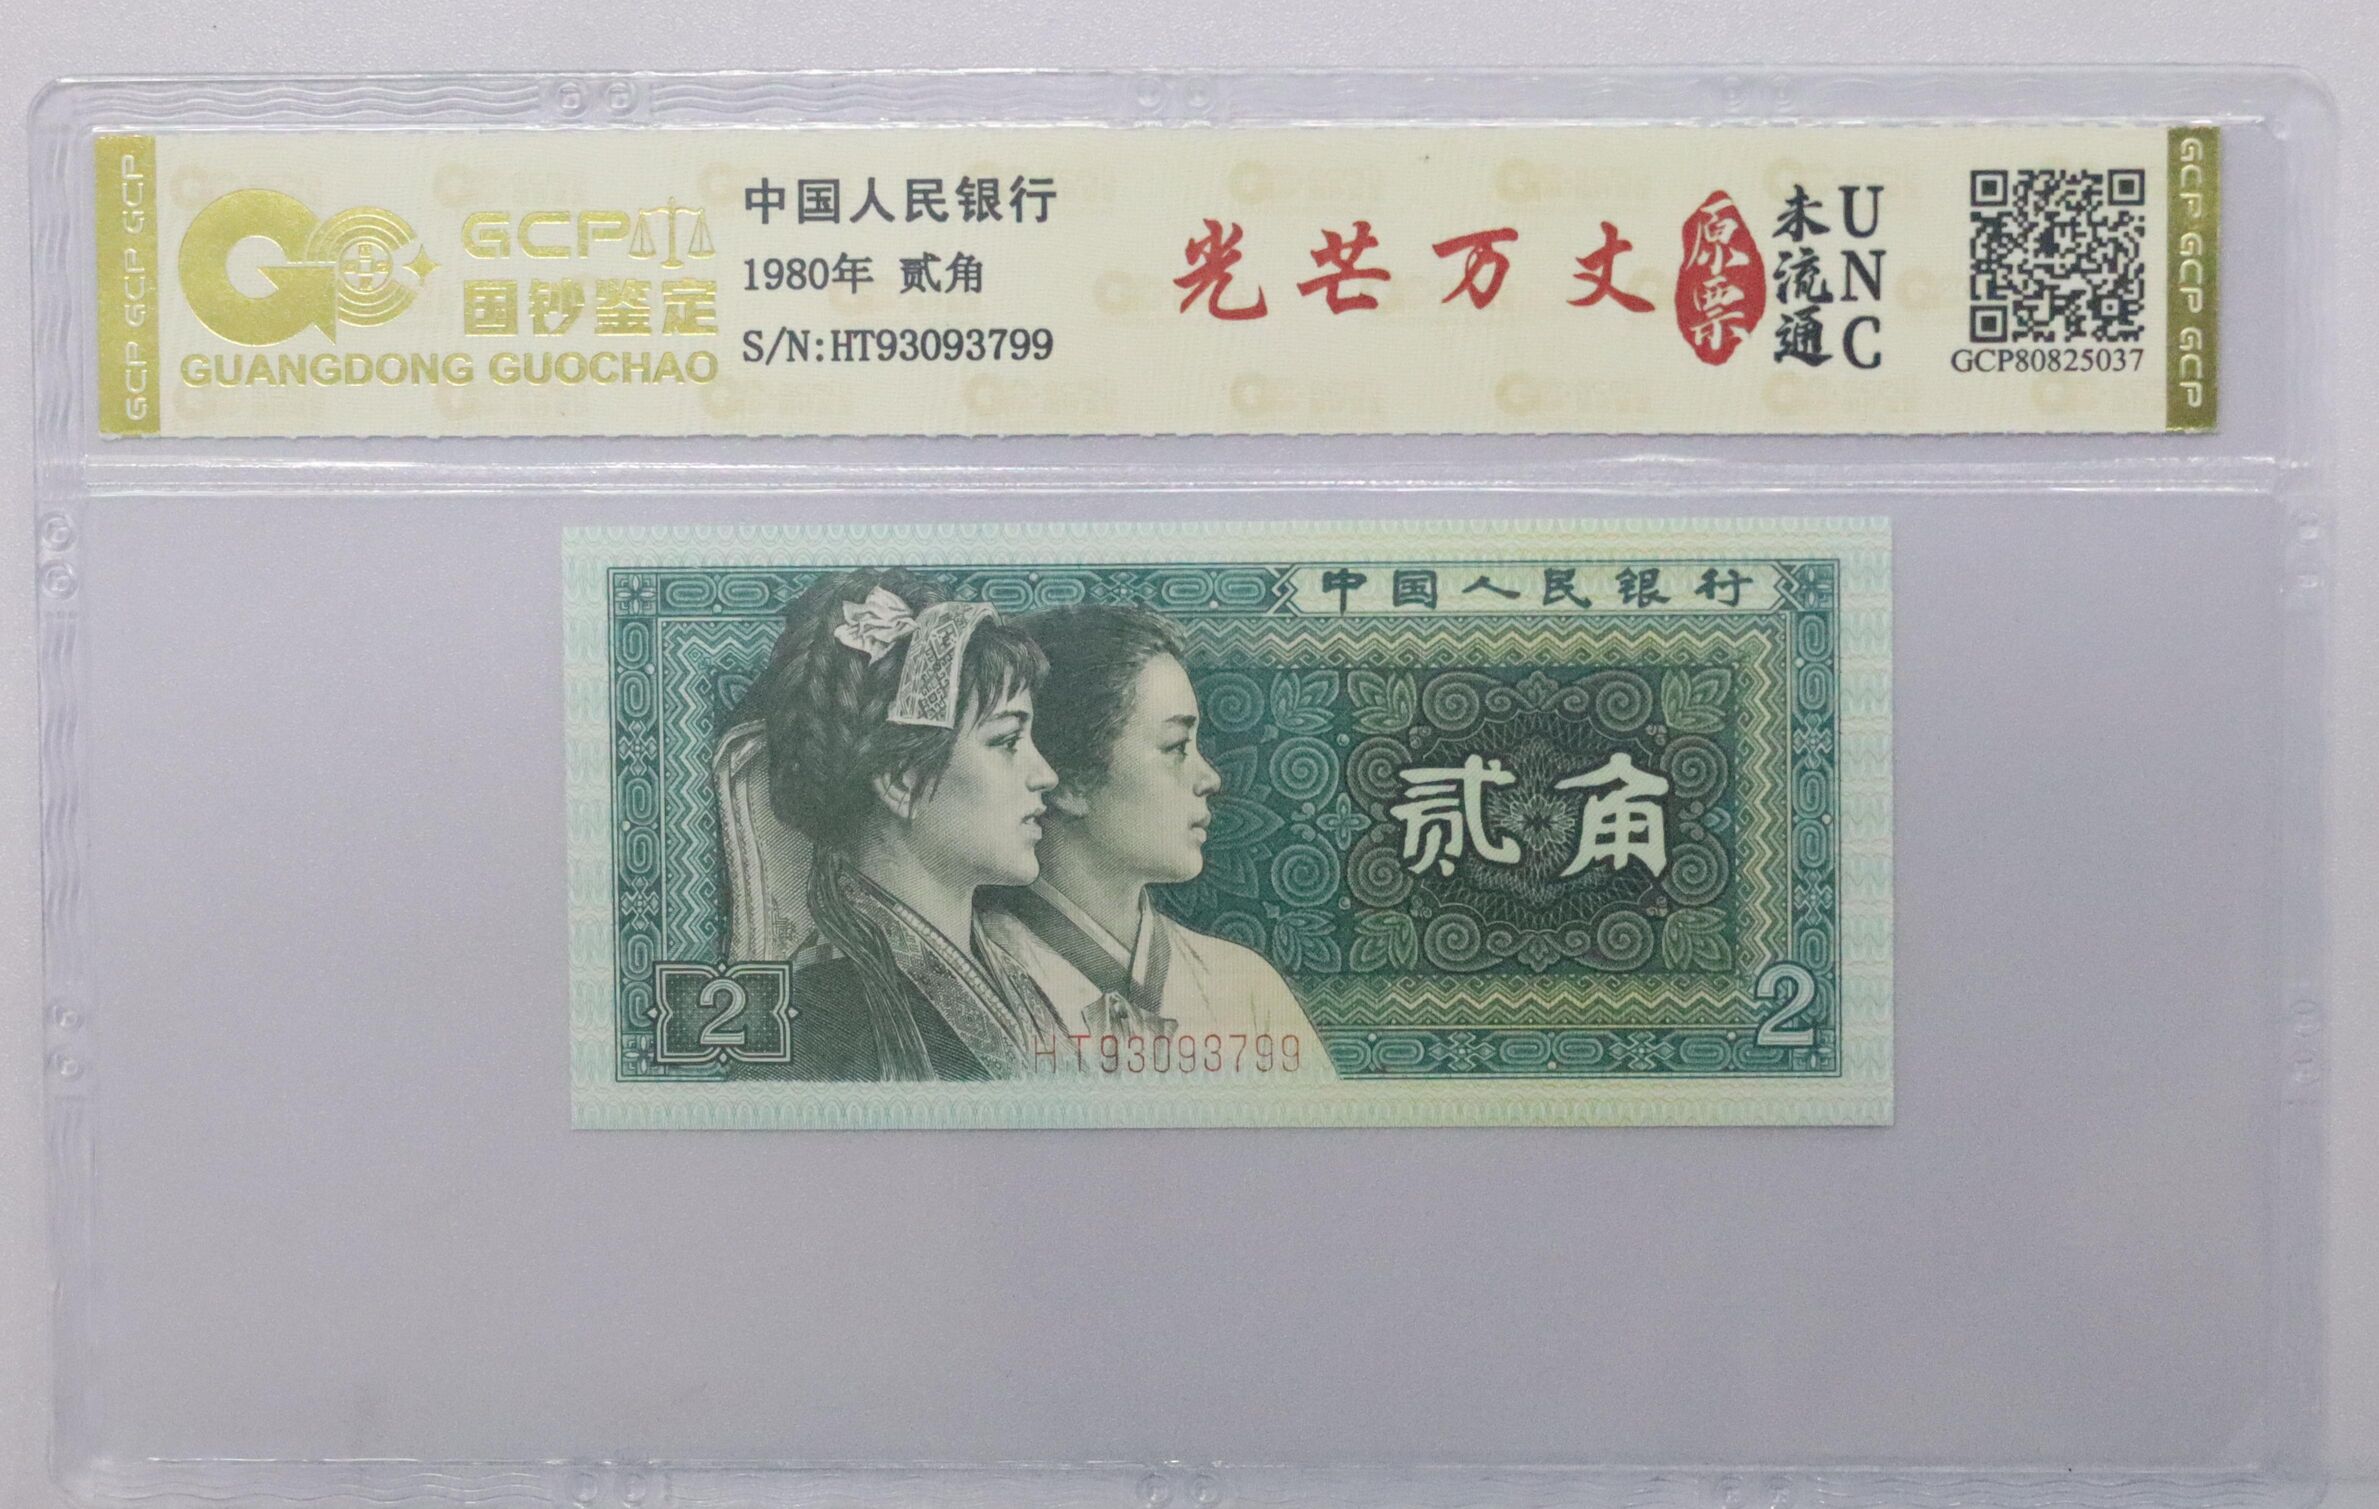 GCP GCP GCP
GCP
国钞鉴定
GUANGDONG GUOCHAO
中国人民银行
1980年 贰角
S/N:HT93093799
光芒万丈
原票
未流通
UNC
GCP80825037
GCP GCP GCP
中国人民银行
贰角
2
2
HT93093799